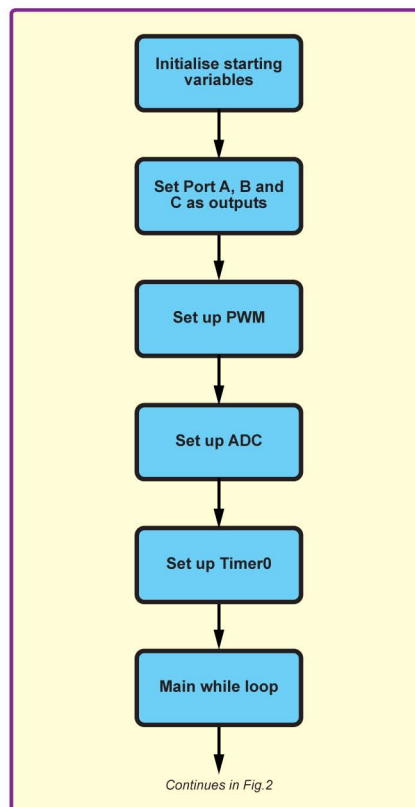 Initialise starting
variables
Set Port A, B and
C as outputs
Set up PWM
Set up ADC
Set up Timer0
Main while loop
Continues in Fig.2